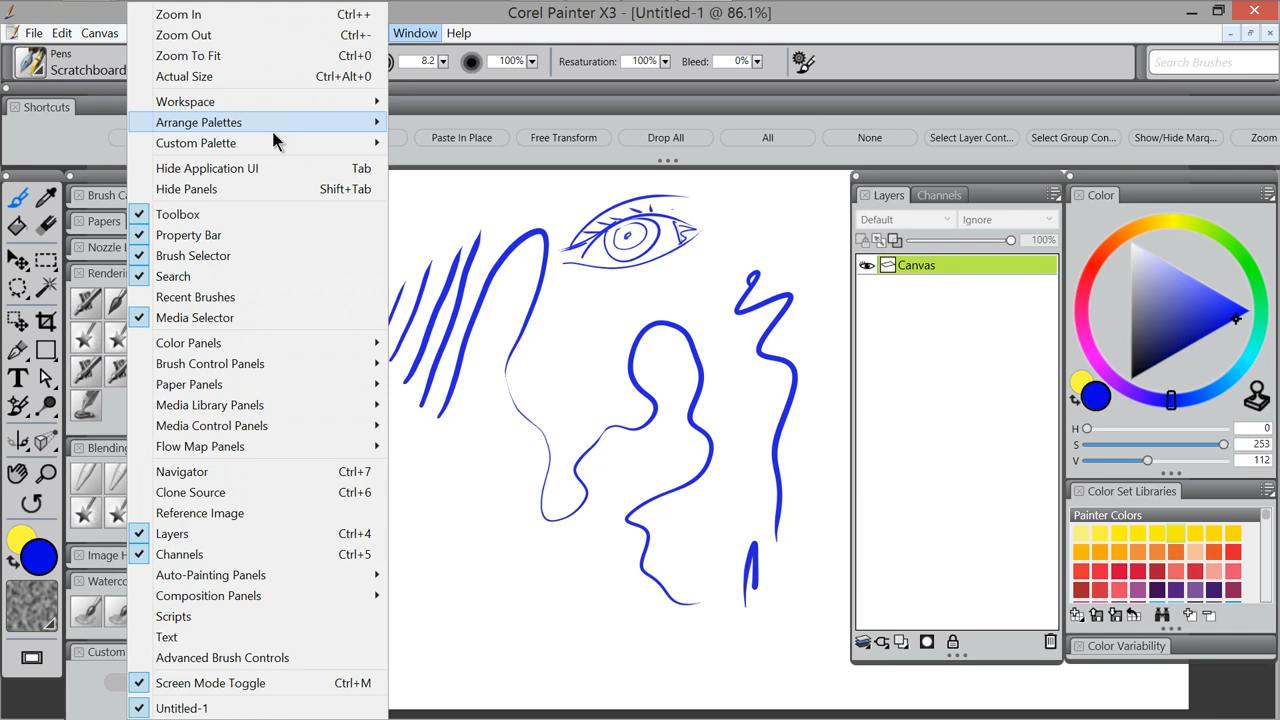 Corel Painter X3 - [Untitled-1 @ 86.1%]
File Edit Canvas Window Help
Pens
Scratchboard
8.2 100% Resaturation: 100% Bleed: 0% Search Brushes
Shortcuts
Paste In Place Free Transform Drop All All None Select Layer Cont... Select Group Con... Show/Hide Marq... Zoom
Zoom In Ctrl++
Zoom Out Ctrl+-
Zoom To Fit Ctrl+0
Actual Size Ctrl+Alt+0
Workspace
Arrange Palettes
Custom Palette
Hide Application UI Tab
Hide Panels Shift+Tab
Toolbox
Property Bar
Brush Selector
Search
Recent Brushes
Media Selector
Color Panels
Brush Control Panels
Paper Panels
Media Library Panels
Media Control Panels
Flow Map Panels
Navigator Ctrl+7
Clone Source Ctrl+6
Reference Image
Layers Ctrl+4
Channels Ctrl+5
Auto-Painting Panels
Composition Panels
Scripts
Text
Advanced Brush Controls
Screen Mode Toggle Ctrl+M
Untitled-1
Brush Ca
Papers
Nozzle L
Renderin
Blending
Image H
Waterco
Custom
Layers Channels
Default Ignore
100%
Canvas
Color
H 0
S 253
V 112
Color Set Libraries
Painter Colors
Color Variability